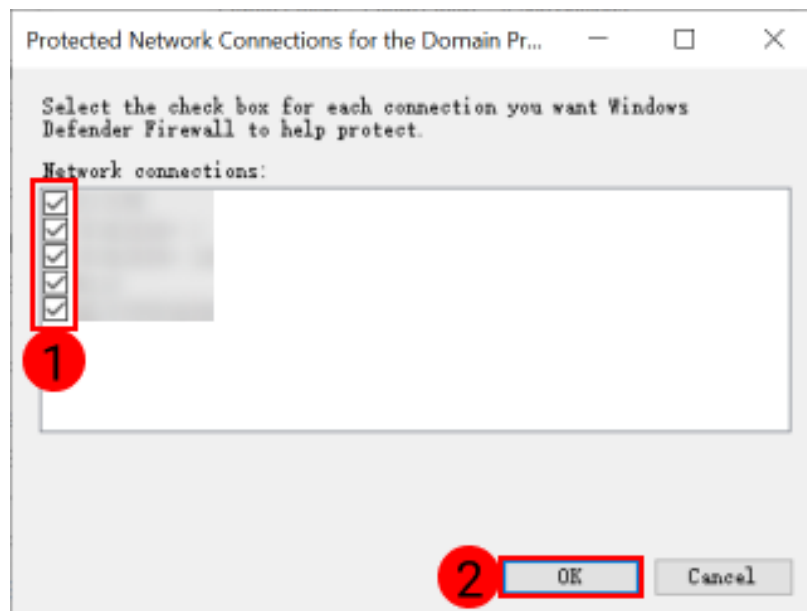 Protected Network Connections for the Domain Pr...
Select the check box for each connection you want Windows
Defender Firewall to help protect.
Network connections:
1
2
OK
Cancel